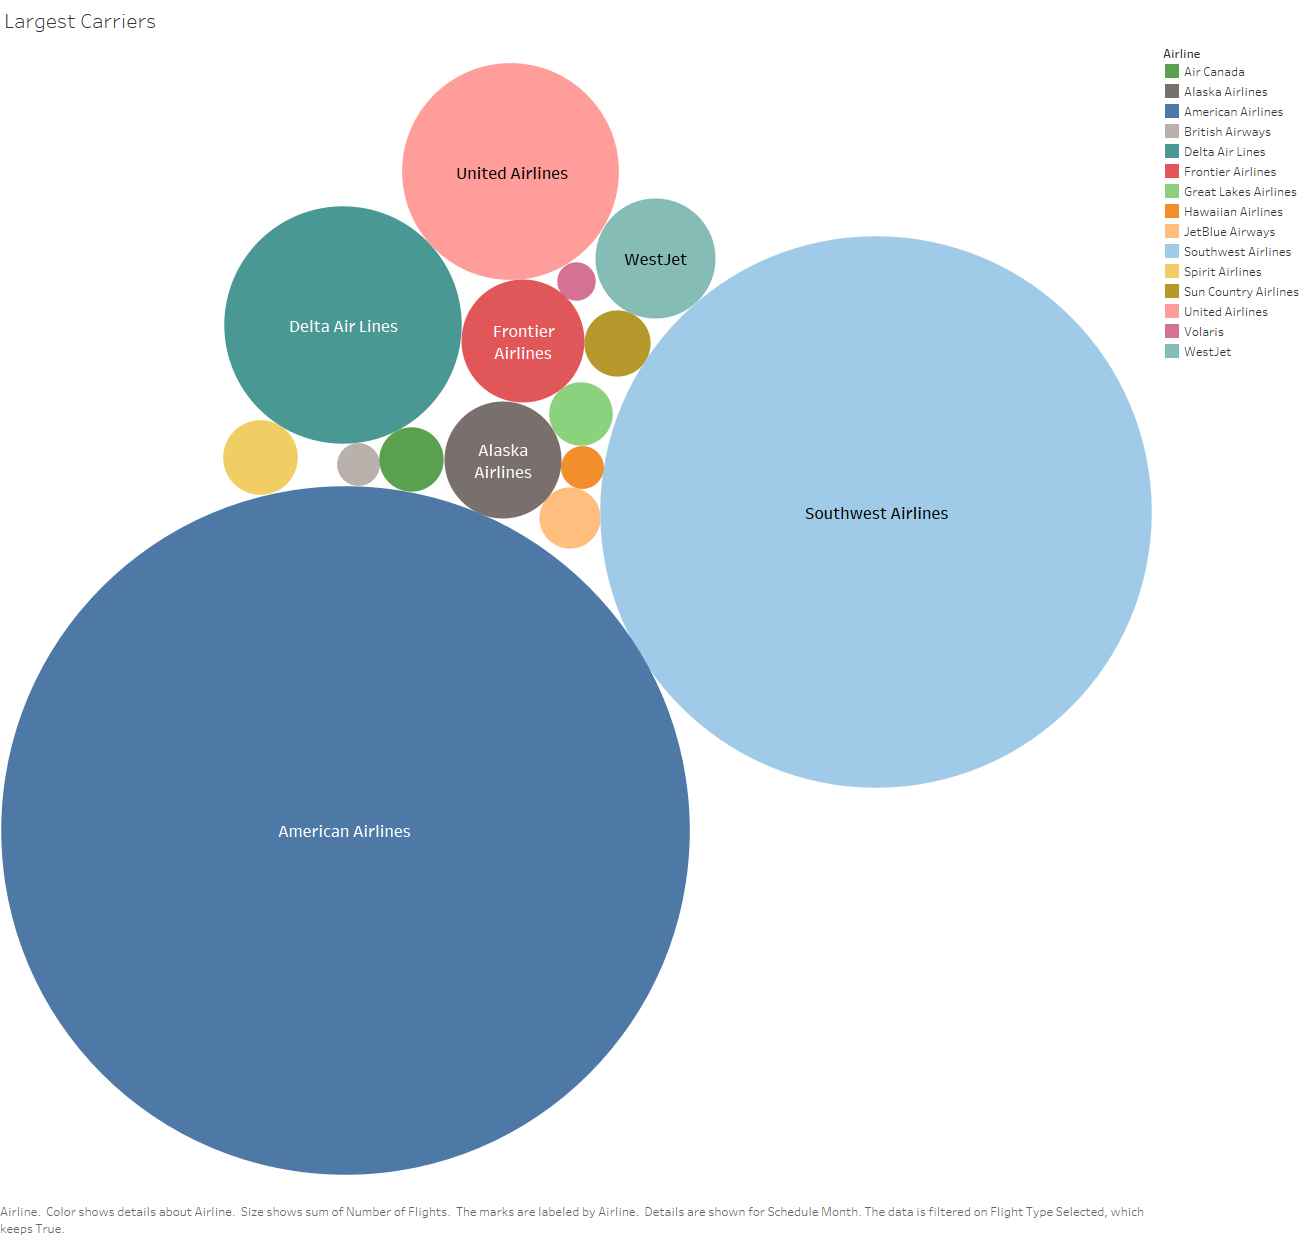 Largest Carriers
Airline
Air Canada
Alaska Airlines
American Airlines
British Airways
Delta Air Lines
Frontier Airlines
Great Lakes Airlines
Hawaiian Airlines
JetBlue Airways
Southwest Airlines
Spirit Airlines
Sun Country Airlines
United Airlines
Volaris
WestJet
United Airlines
WestJet
Delta Air Lines
Frontier
Airlines
Alaska
Airlines
Southwest Airlines
American Airlines
Airline.  Color shows details about Airline.  Size shows sum of Number of Flights.  The marks are labeled by Airline.  Details are shown for Schedule Month. The data is filtered on Flight Type Selected, which
keeps True.